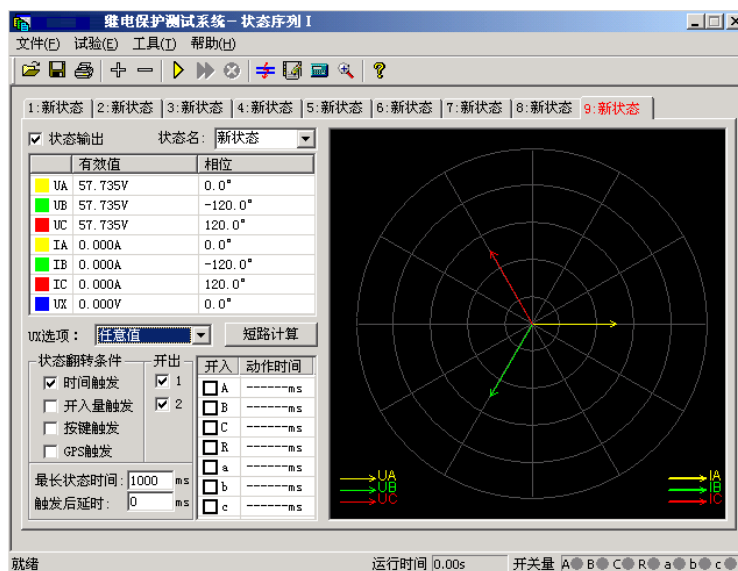 继电保护测试系统－状态序列 I
文件(F) 试验(E) 工具(T) 帮助(H)
1:新状态 2:新状态 3:新状态 4:新状态 5:新状态 6:新状态 7:新状态 8:新状态 9:新状态
状态输出 状态名: 新状态
有效值 相位
UA 57.735V 0.0°
UB 57.735V -120.0°
UC 57.735V 120.0°
IA 0.000A 0.0°
IB 0.000A -120.0°
IC 0.000A 120.0°
UX 0.000V 0.0°
UX选项: 任意值 短路计算
状态翻转条件 开出 开入 动作时间
时间触发 1 A ------ms
开入量触发 2 B ------ms
按键触发 C ------ms
GPS触发 R ------ms
a ------ms
最长状态时间: 1000 ms b ------ms
触发后延时: 0 ms c ------ms
UA IA
UB IB
UC IC
就绪 运行时间 0.00s 开关量 A B C R a b c